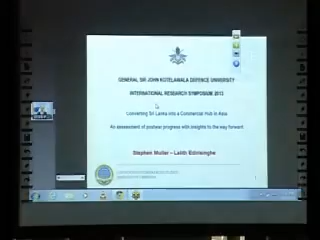 GENERAL SIR JOHN KOTELAWALA DEFENCE UNIVERSITY
INTERNATIONAL RESEARCH SYMPOSIUM 2013
Converting Sri Lanka into a Commercial Hub in Asia
An assessment of postwar progress with insights to the way forward
Stephen Muller – Lalith Edirisinghe